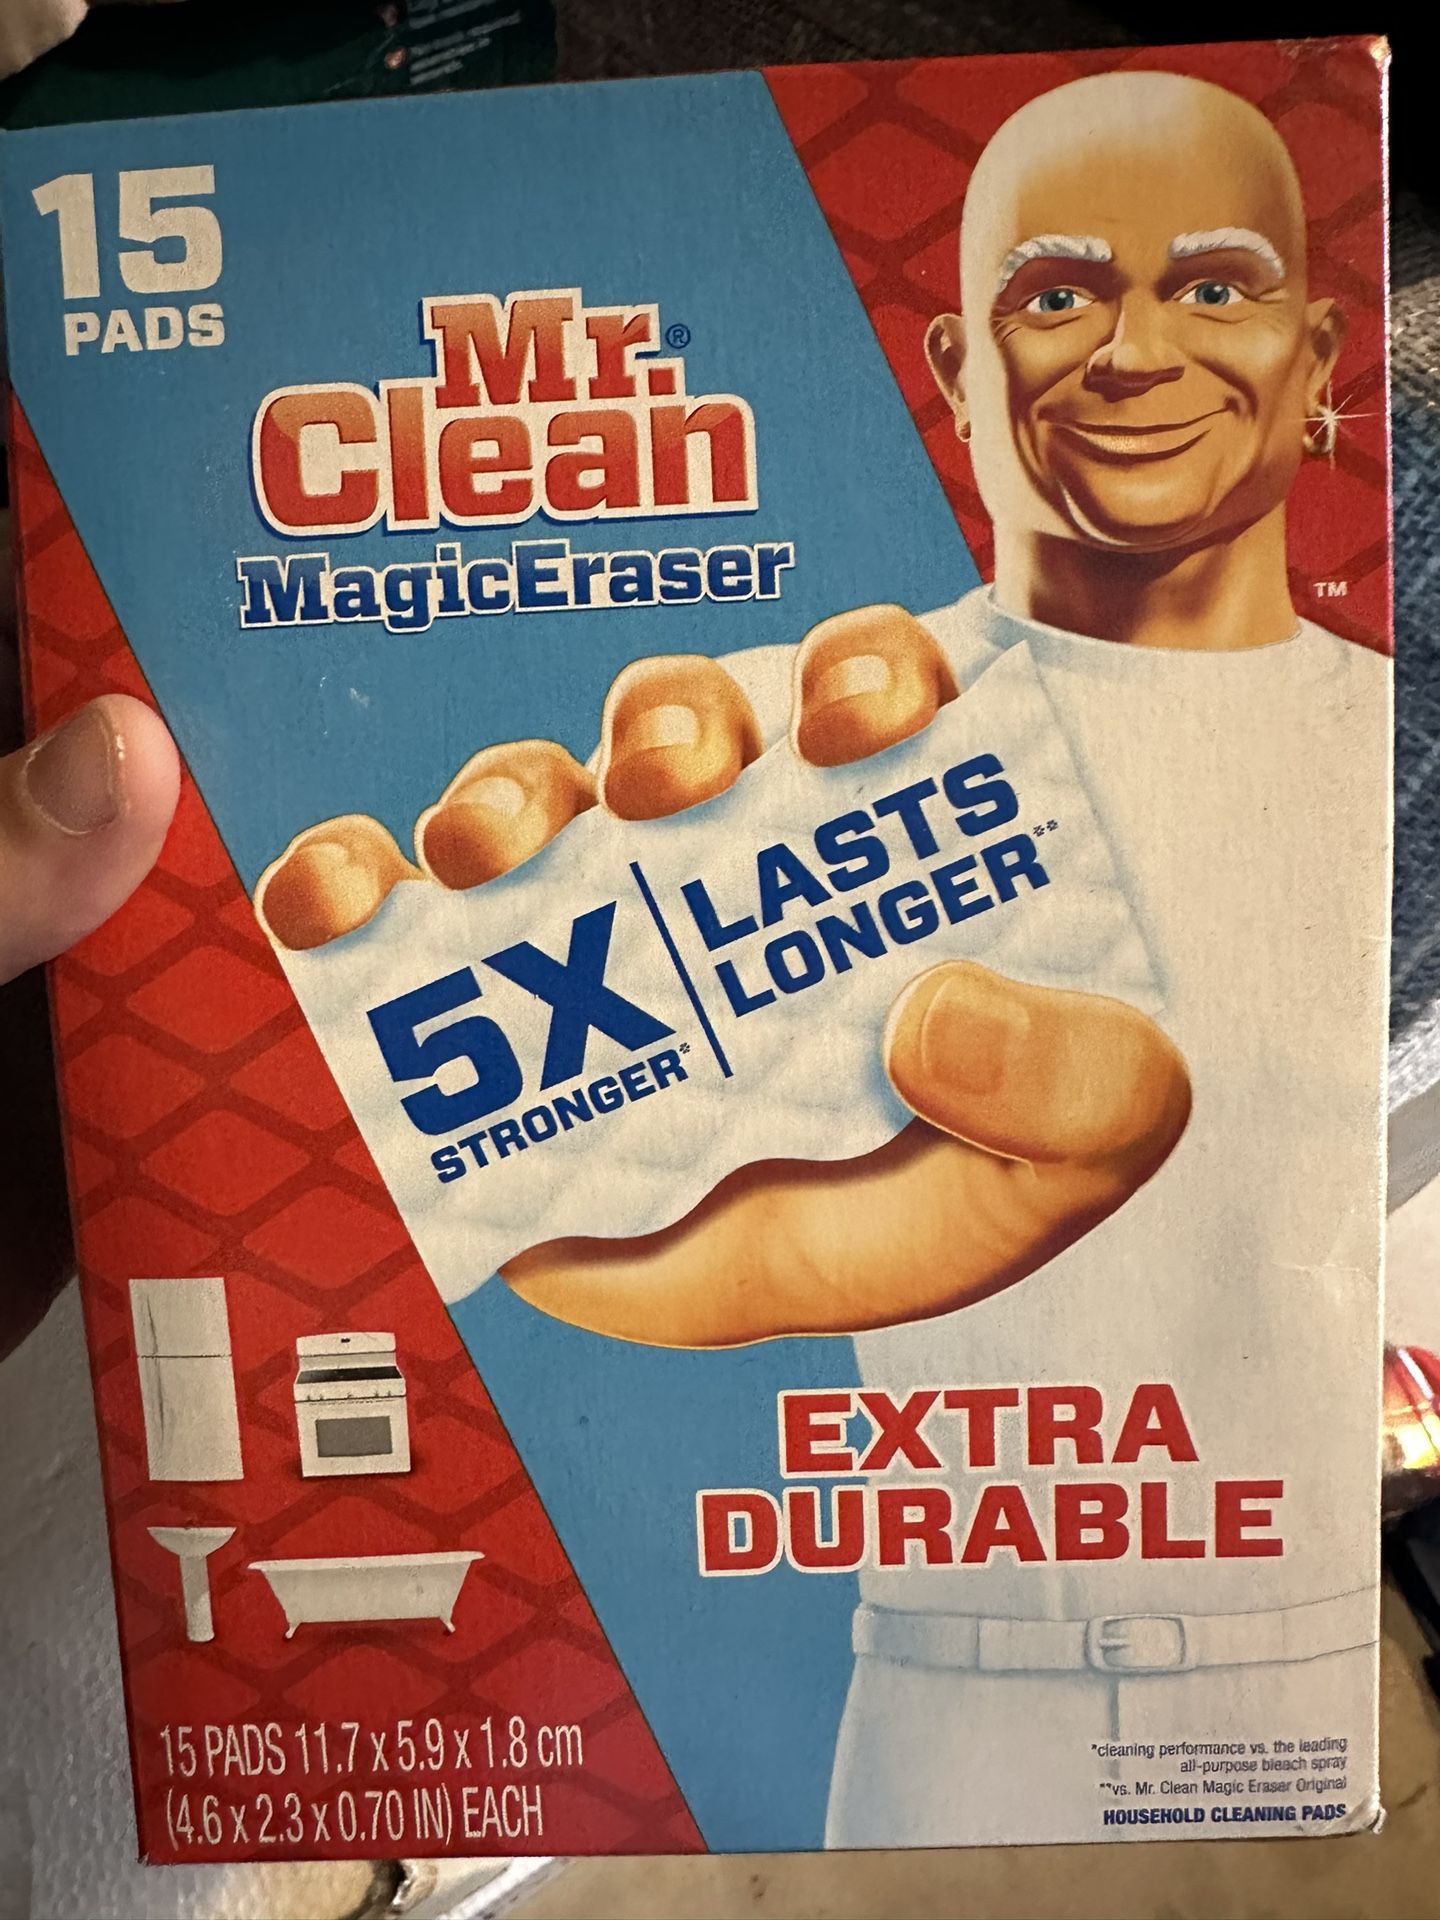 15
PADS
Mr.®
Clean
MagicEraser
TM
5X
STRONGER*
LASTS
LONGER**
EXTRA
DURABLE
15 PADS 11.7 x 5.9 x 1.8 cm
(4.6 x 2.3 x 0.70 IN) EACH
*cleaning performance vs. the leading
all-purpose bleach spray
**vs. Mr. Clean Magic Eraser Original
HOUSEHOLD CLEANING PADS